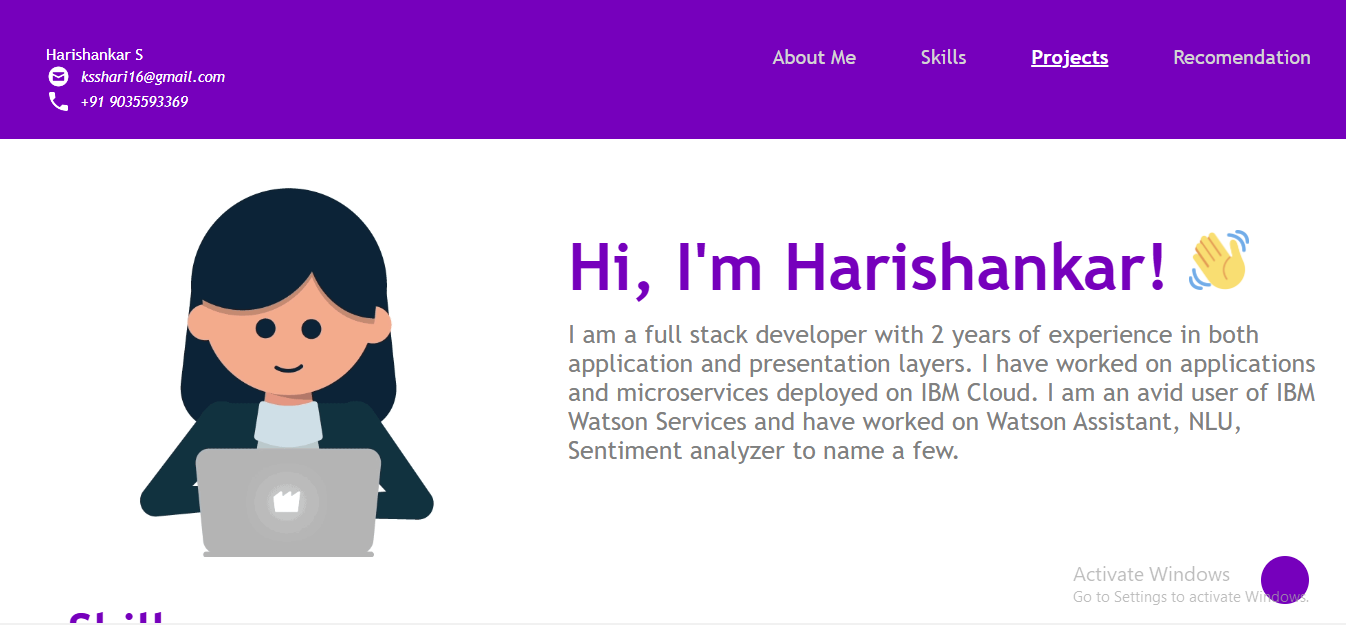 Harishankar S
ksshari16@gmail.com
+91 9035593369
About Me Skills Projects Recomendation
Hi, I'm Harishankar!
I am a full stack developer with 2 years of experience in both
application and presentation layers. I have worked on applications
and microservices deployed on IBM Cloud. I am an avid user of IBM
Watson Services and have worked on Watson Assistant, NLU,
Sentiment analyzer to name a few.
Activate Windows
Go to Settings to activate Windows.